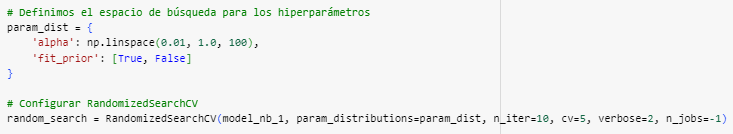 # Definimos el espacio de búsqueda para los hiperparámetros
param_dist = {
    'alpha': np.linspace(0.01, 1.0, 100),
    'fit_prior': [True, False]
}

# Configurar RandomizedSearchCV
random_search = RandomizedSearchCV(model_nb_1, param_distributions=param_dist, n_iter=10, cv=5, verbose=2, n_jobs=-1)